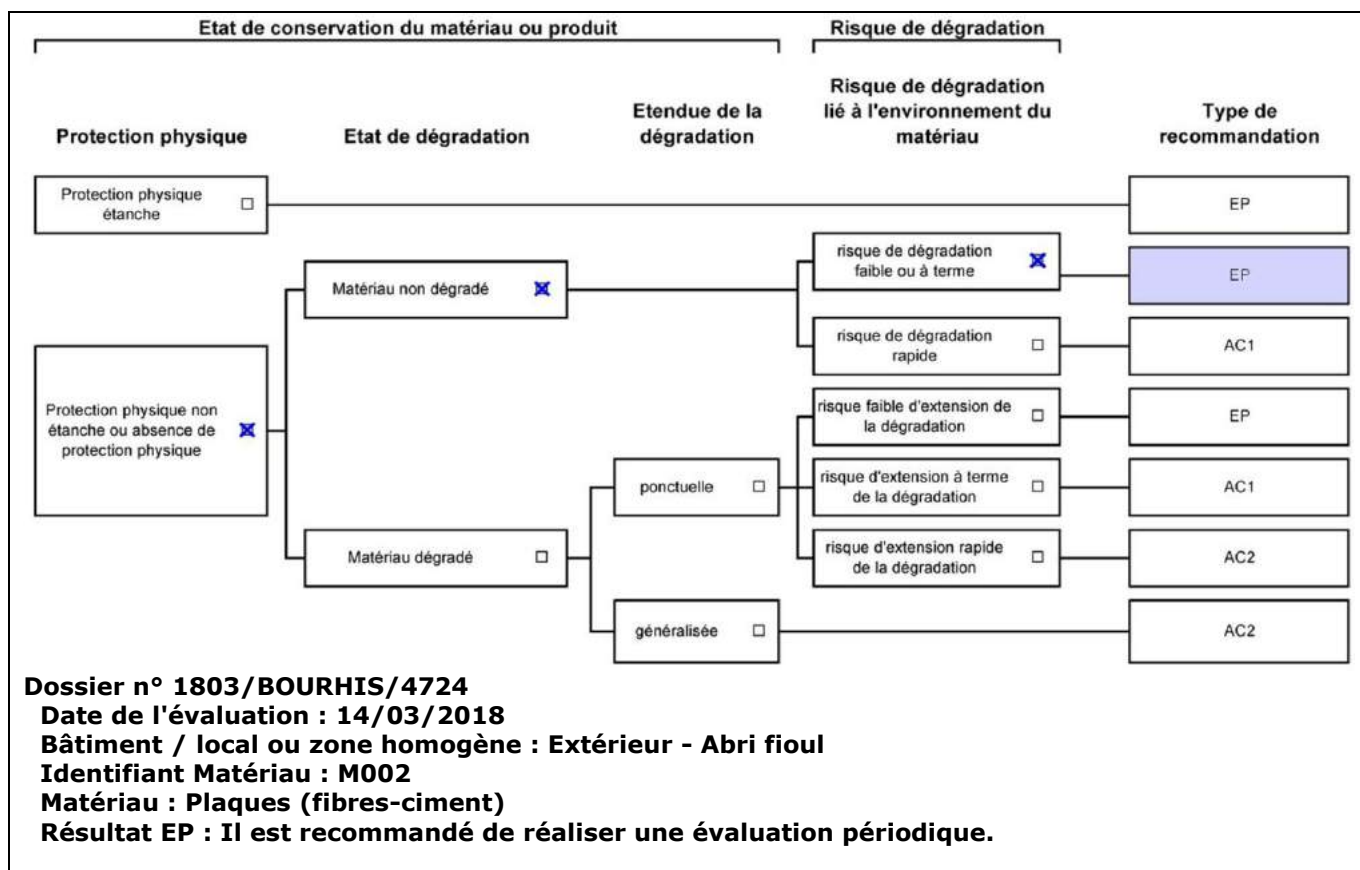 Etat de conservation du matériau ou produit
Risque de dégradation
Protection physique
Etat de dégradation
Etendue de la
dégradation
Risque de dégradation
lié à l'environnement du
matériau
Type de
recommandation
Protection physique
étanche
EP
risque de dégradation
faible ou à terme
EP
Matériau non dégradé
risque de dégradation
rapide
AC1
Protection physique non
étanche ou absence de
protection physique
risque faible d'extension de
la dégradation
EP
ponctuelle
risque d'extension à terme
de la dégradation
AC1
Matériau dégradé
risque d'extension rapide
de la dégradation
AC2
généralisée
AC2
Dossier n° 1803/BOURHIS/4724
Date de l'évaluation : 14/03/2018
Bâtiment / local ou zone homogène : Extérieur - Abri fioul
Identifiant Matériau : M002
Matériau : Plaques (fibres-ciment)
Résultat EP : Il est recommandé de réaliser une évaluation périodique.